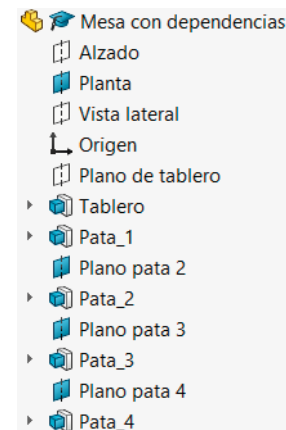 Mesa con dependencias
Alzado
Planta
Vista lateral
Origen
Plano de tablero
Tablero
Pata_1
Plano pata 2
Pata_2
Plano pata 3
Pata_3
Plano pata 4
Pata_4